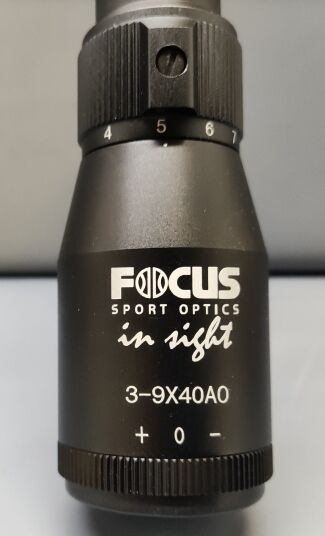 4 5 6 7
FOCUS
SPORT OPTICS
in sight
3-9X40AO
+ 0 -